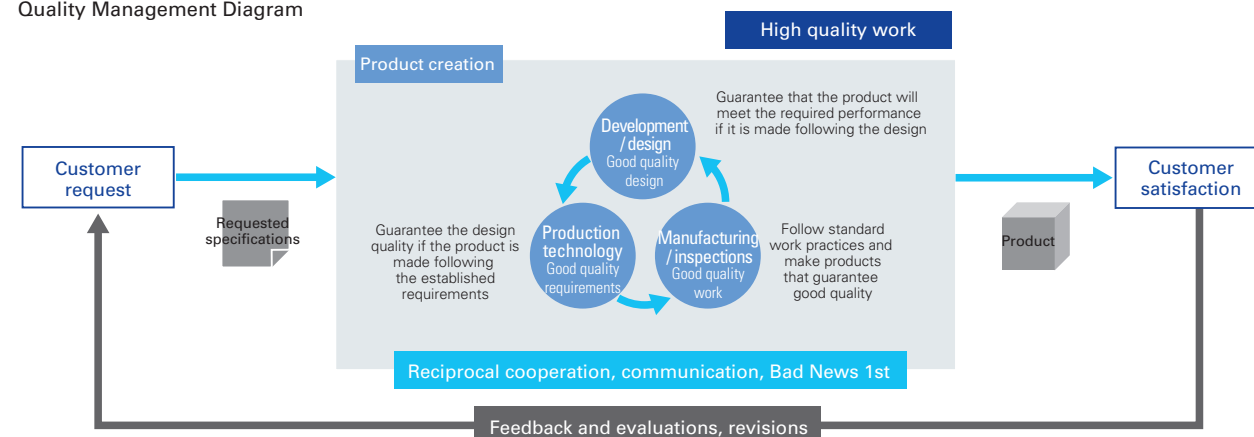 Quality Management Diagram
High quality work
Product creation
Guarantee that the product will
meet the required performance
if it is made following the design
Development
/ design
Good quality
design
Customer
request
Customer
satisfaction
Requested
specifications
Guarantee the design
quality if the product is
made following
the established
requirements
Production
technology
Good quality
requirements
Manufacturing
/ inspections
Good quality
work
Follow standard
work practices and
make products
that guarantee
good quality
Product
Reciprocal cooperation, communication, Bad News 1st
Feedback and evaluations, revisions